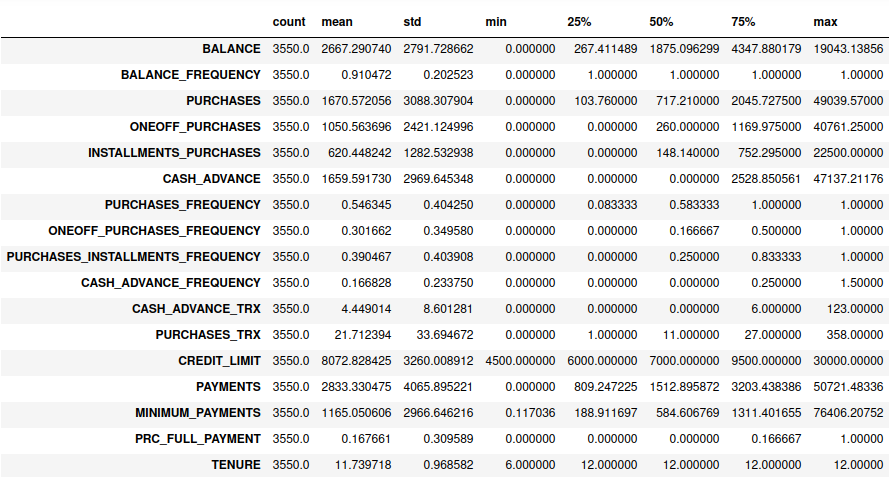 count mean std min 25% 50% 75% max
BALANCE 3550.0 2667.290740 2791.728662 0.000000 267.411489 1875.096299 4347.880179 19043.13856
BALANCE_FREQUENCY 3550.0 0.910472 0.202523 0.000000 1.000000 1.000000 1.000000 1.00000
PURCHASES 3550.0 1670.572056 3088.307904 0.000000 103.760000 717.210000 2045.727500 49039.57000
ONEOFF_PURCHASES 3550.0 1050.563696 2421.124996 0.000000 0.000000 260.000000 1169.975000 40761.25000
INSTALLMENTS_PURCHASES 3550.0 620.448242 1282.532938 0.000000 0.000000 148.140000 752.295000 22500.00000
CASH_ADVANCE 3550.0 1659.591730 2969.645348 0.000000 0.000000 0.000000 2528.850561 47137.21176
PURCHASES_FREQUENCY 3550.0 0.546345 0.404250 0.000000 0.083333 0.583333 1.000000 1.00000
ONEOFF_PURCHASES_FREQUENCY 3550.0 0.301662 0.349580 0.000000 0.000000 0.166667 0.500000 1.00000
PURCHASES_INSTALLMENTS_FREQUENCY 3550.0 0.390467 0.403908 0.000000 0.000000 0.250000 0.833333 1.00000
CASH_ADVANCE_FREQUENCY 3550.0 0.166828 0.233750 0.000000 0.000000 0.000000 0.250000 1.50000
CASH_ADVANCE_TRX 3550.0 4.449014 8.601281 0.000000 0.000000 0.000000 6.000000 123.00000
PURCHASES_TRX 3550.0 21.712394 33.694672 0.000000 1.000000 11.000000 27.000000 358.00000
CREDIT_LIMIT 3550.0 8072.828425 3260.008912 4500.000000 6000.000000 7000.000000 9500.000000 30000.00000
PAYMENTS 3550.0 2833.330475 4065.895221 0.000000 809.247225 1512.895872 3203.438386 50721.48336
MINIMUM_PAYMENTS 3550.0 1165.050606 2966.646216 0.117036 188.911697 584.606769 1311.401655 76406.20752
PRC_FULL_PAYMENT 3550.0 0.167661 0.309589 0.000000 0.000000 0.000000 0.166667 1.00000
TENURE 3550.0 11.739718 0.968582 6.000000 12.000000 12.000000 12.000000 12.00000